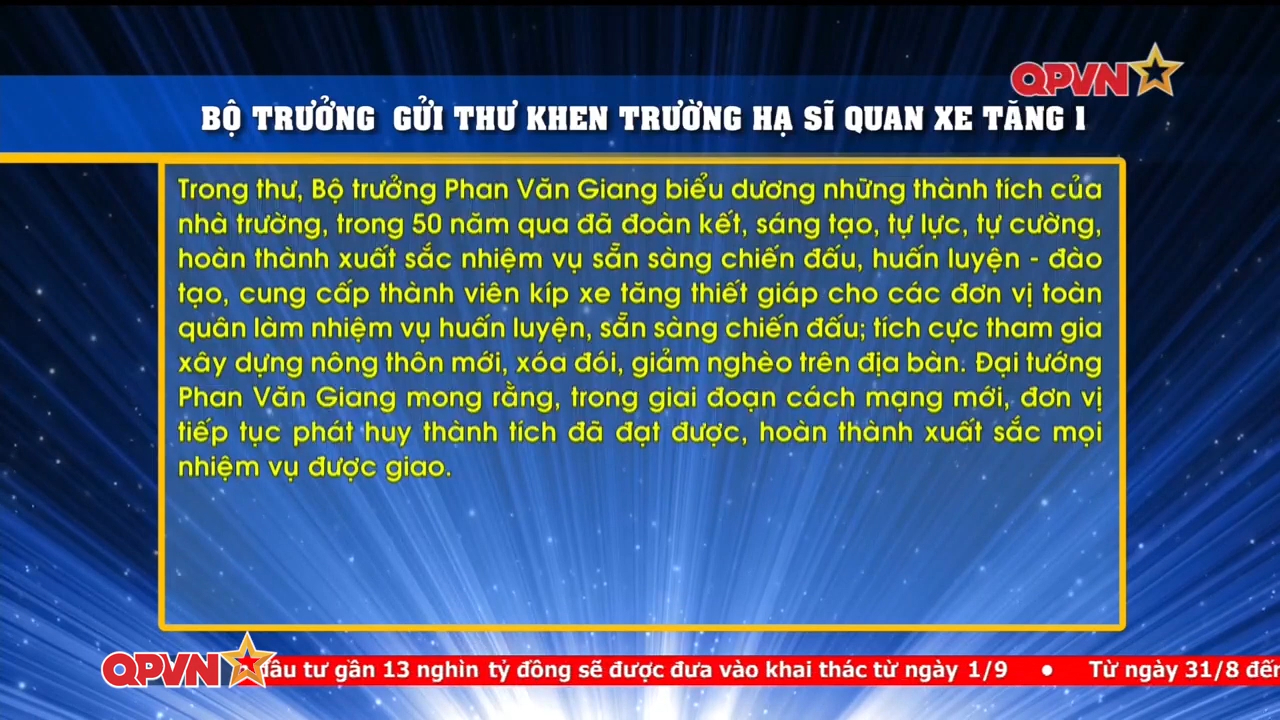 QPVN
BỘ TRƯỞNG GỬI THƯ KHEN TRƯỜNG HẠ SĨ QUAN XE TĂNG 1
Trong thư, Bộ trưởng Phan Văn Giang biểu dương những thành tích của
nhà trường, trong 50 năm qua đã đoàn kết, sáng tạo, tự lực, tự cường,
hoàn thành xuất sắc nhiệm vụ sẵn sàng chiến đấu, huấn luyện - đào
tạo, cung cấp thành viên kíp xe tăng thiết giáp cho các đơn vị toàn
quân làm nhiệm vụ huấn luyện, sẵn sàng chiến đấu; tích cực tham gia
xây dựng nông thôn mới, xóa đói, giảm nghèo trên địa bàn. Đại tướng
Phan Văn Giang mong rằng, trong giai đoạn cách mạng mới, đơn vị
tiếp tục phát huy thành tích đã đạt được, hoàn thành xuất sắc mọi
nhiệm vụ được giao.
QPVN
tư gần 13 nghìn tỷ đồng sẽ được đưa vào khai thác từ ngày 1/9 • Từ ngày 31/8